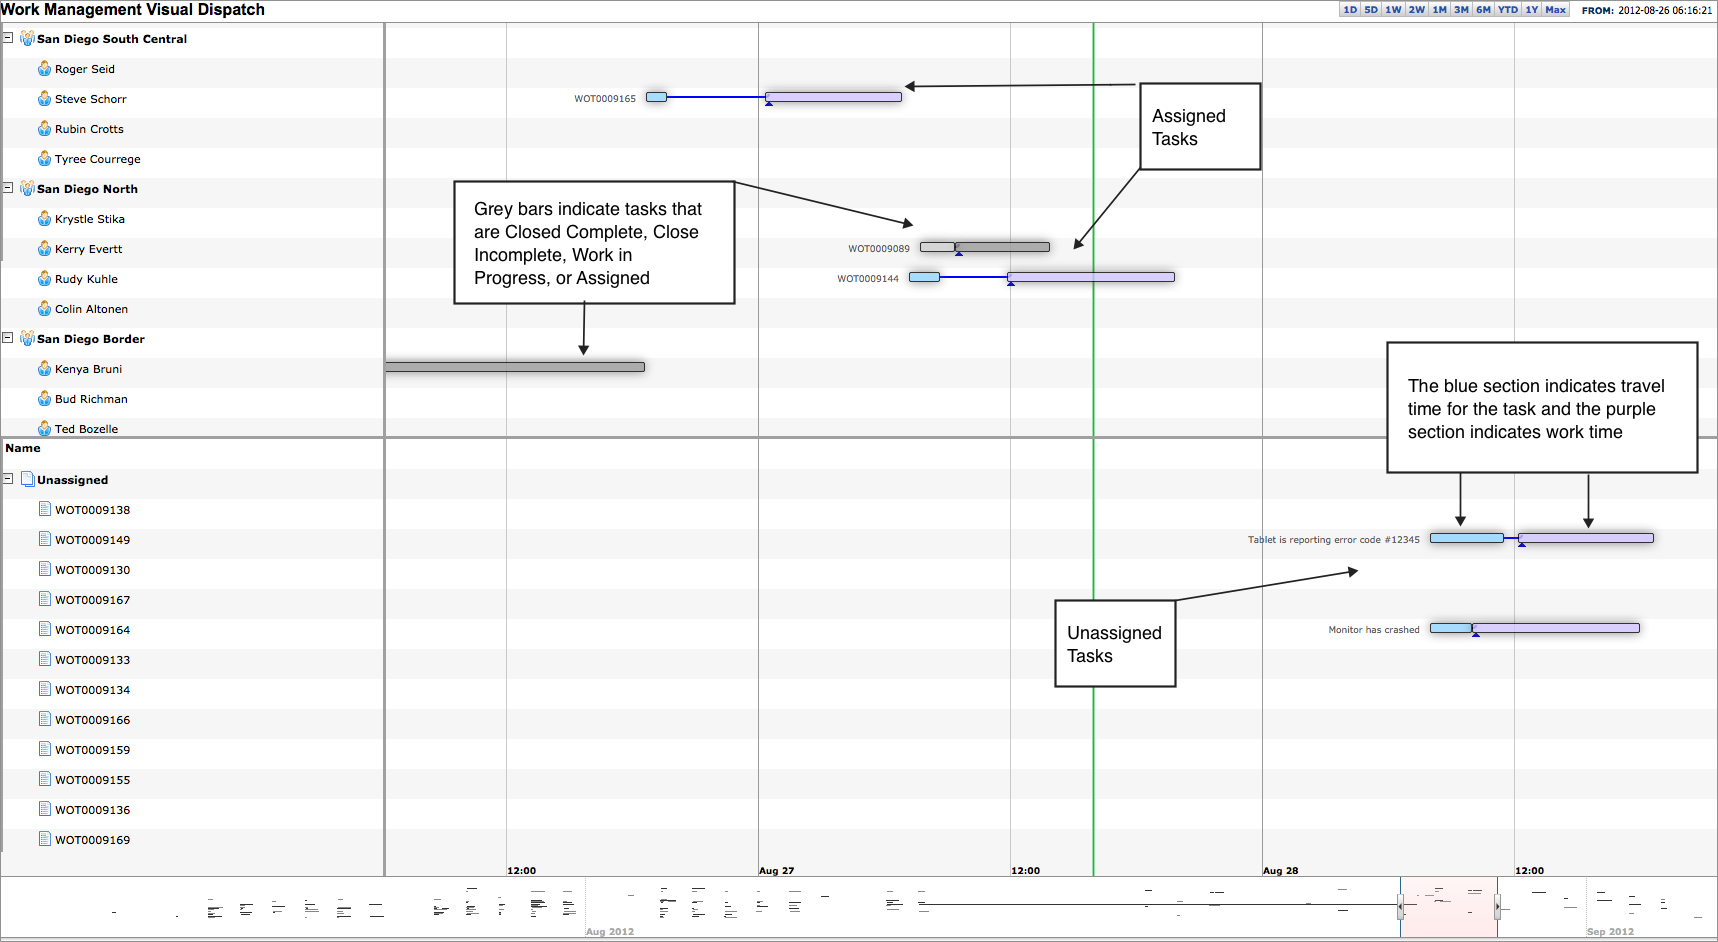 Work Management Visual Dispatch
1D 5D 1W 2W 1M 3M 6M YTD 1Y Max FROM: 2012-08-26 06:16:21
San Diego South Central
Roger Seid
Steve Schorr
WOT0009165
Rubin Crotts
Tyree Courrege
Assigned
Tasks
San Diego North
Krystle Stika
Kerry Evertt
WOT0009089
Rudy Kuhle
WOT0009144
Colin Altonen
Grey bars indicate tasks that
are Closed Complete, Close
Incomplete, Work in
Progress, or Assigned
San Diego Border
Kenya Bruni
Bud Richman
Ted Bozelle
The blue section indicates travel
time for the task and the purple
section indicates work time
Name
Unassigned
WOT0009138
WOT0009149
Tablet is reporting error code #12345
WOT0009130
WOT0009167
WOT0009164
Monitor has crashed
Unassigned
Tasks
WOT0009133
WOT0009134
WOT0009166
WOT0009159
WOT0009155
WOT0009136
WOT0009169
12:00 Aug 27 12:00 Aug 28 12:00
Aug 2012 Sep 2012